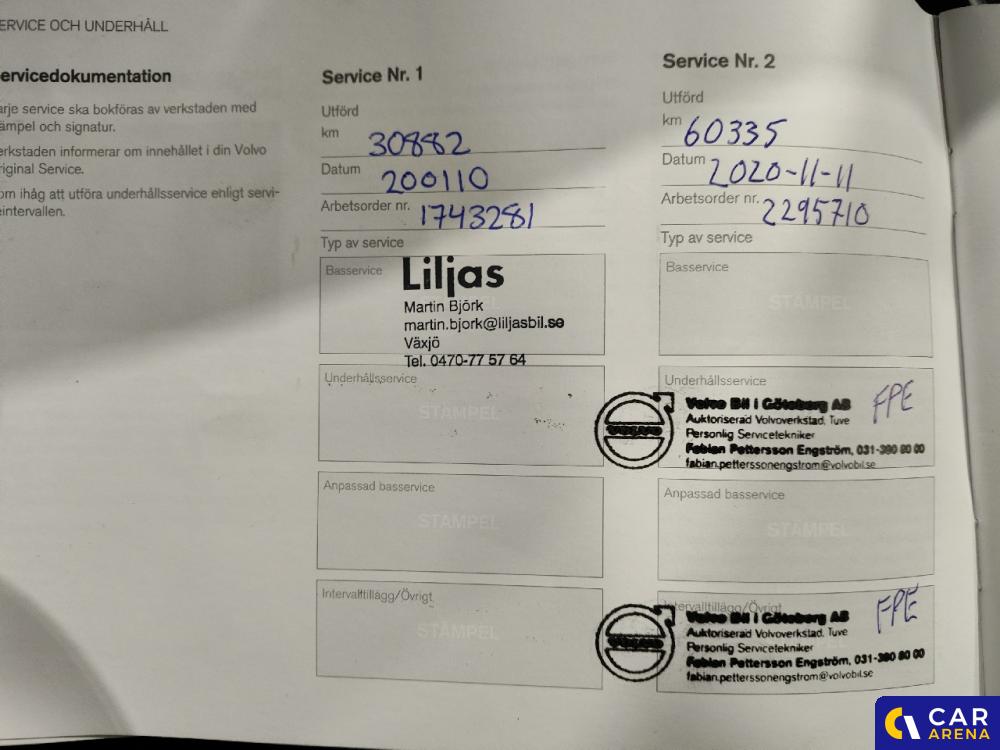 ERVICE OCH UNDERHÅLL
ervicedokumentation
arje service ska bokföras av verkstaden med
ämpel och signatur.
erkstaden informerar om innehållet i din Volvo
riginal Service.
om ihåg att utföra underhållsservice enligt servi-
eintervallen.
Service Nr. 1
Utförd
km 30882
Datum 200110
Arbetsorder nr. 1743281
Typ av service
Basservice
Liljas
Martin Björk
martin.bjork@liljasbil.se
Växjö
Tel. 0470-77 57 64
Underhållsservice
STÄMPEL
Anpassad basservice
STÄMPEL
Intervalltillägg/Övrigt
STÄMPEL
Service Nr. 2
Utförd
km 60335
Datum 2020-11-11
Arbetsorder nr. 2295710
Typ av service
Basservice
STÄMPEL
Underhållsservice
FPE
VOLVO
Volvo Bil i Göteborg AB
Auktoriserad Volvoverkstad, Tuve
Personlig Servicetekniker
Fabian Pettersson Engström, 031-380 80 00
fabian.petterssonengstrom@volvobil.se
Anpassad basservice
STÄMPEL
Intervalltillägg/Övrigt
FPE
VOLVO
Volvo Bil i Göteborg AB
Auktoriserad Volvoverkstad, Tuve
Personlig Servicetekniker
Fabian Pettersson Engström, 031-380 80 00
fabian.petterssonengstrom@volvobil.se
CAR
ARENA